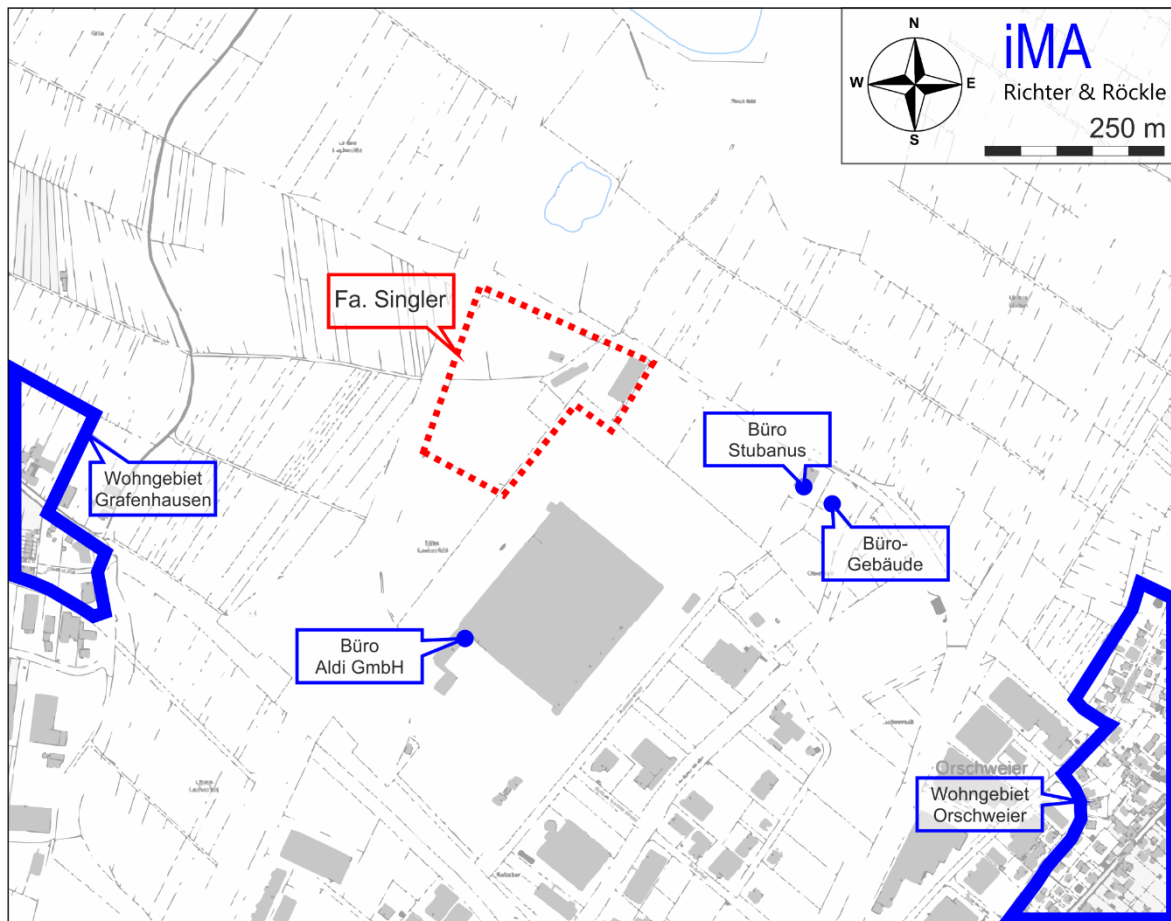 N
W
E
S
iMA
Richter & Röckle
250 m
Fa. Singler
Büro
Stubanus
Wohngebiet
Grafenhausen
Büro-
Gebäude
Büro
Aldi GmbH
Orschweier
Wohngebiet
Orschweier